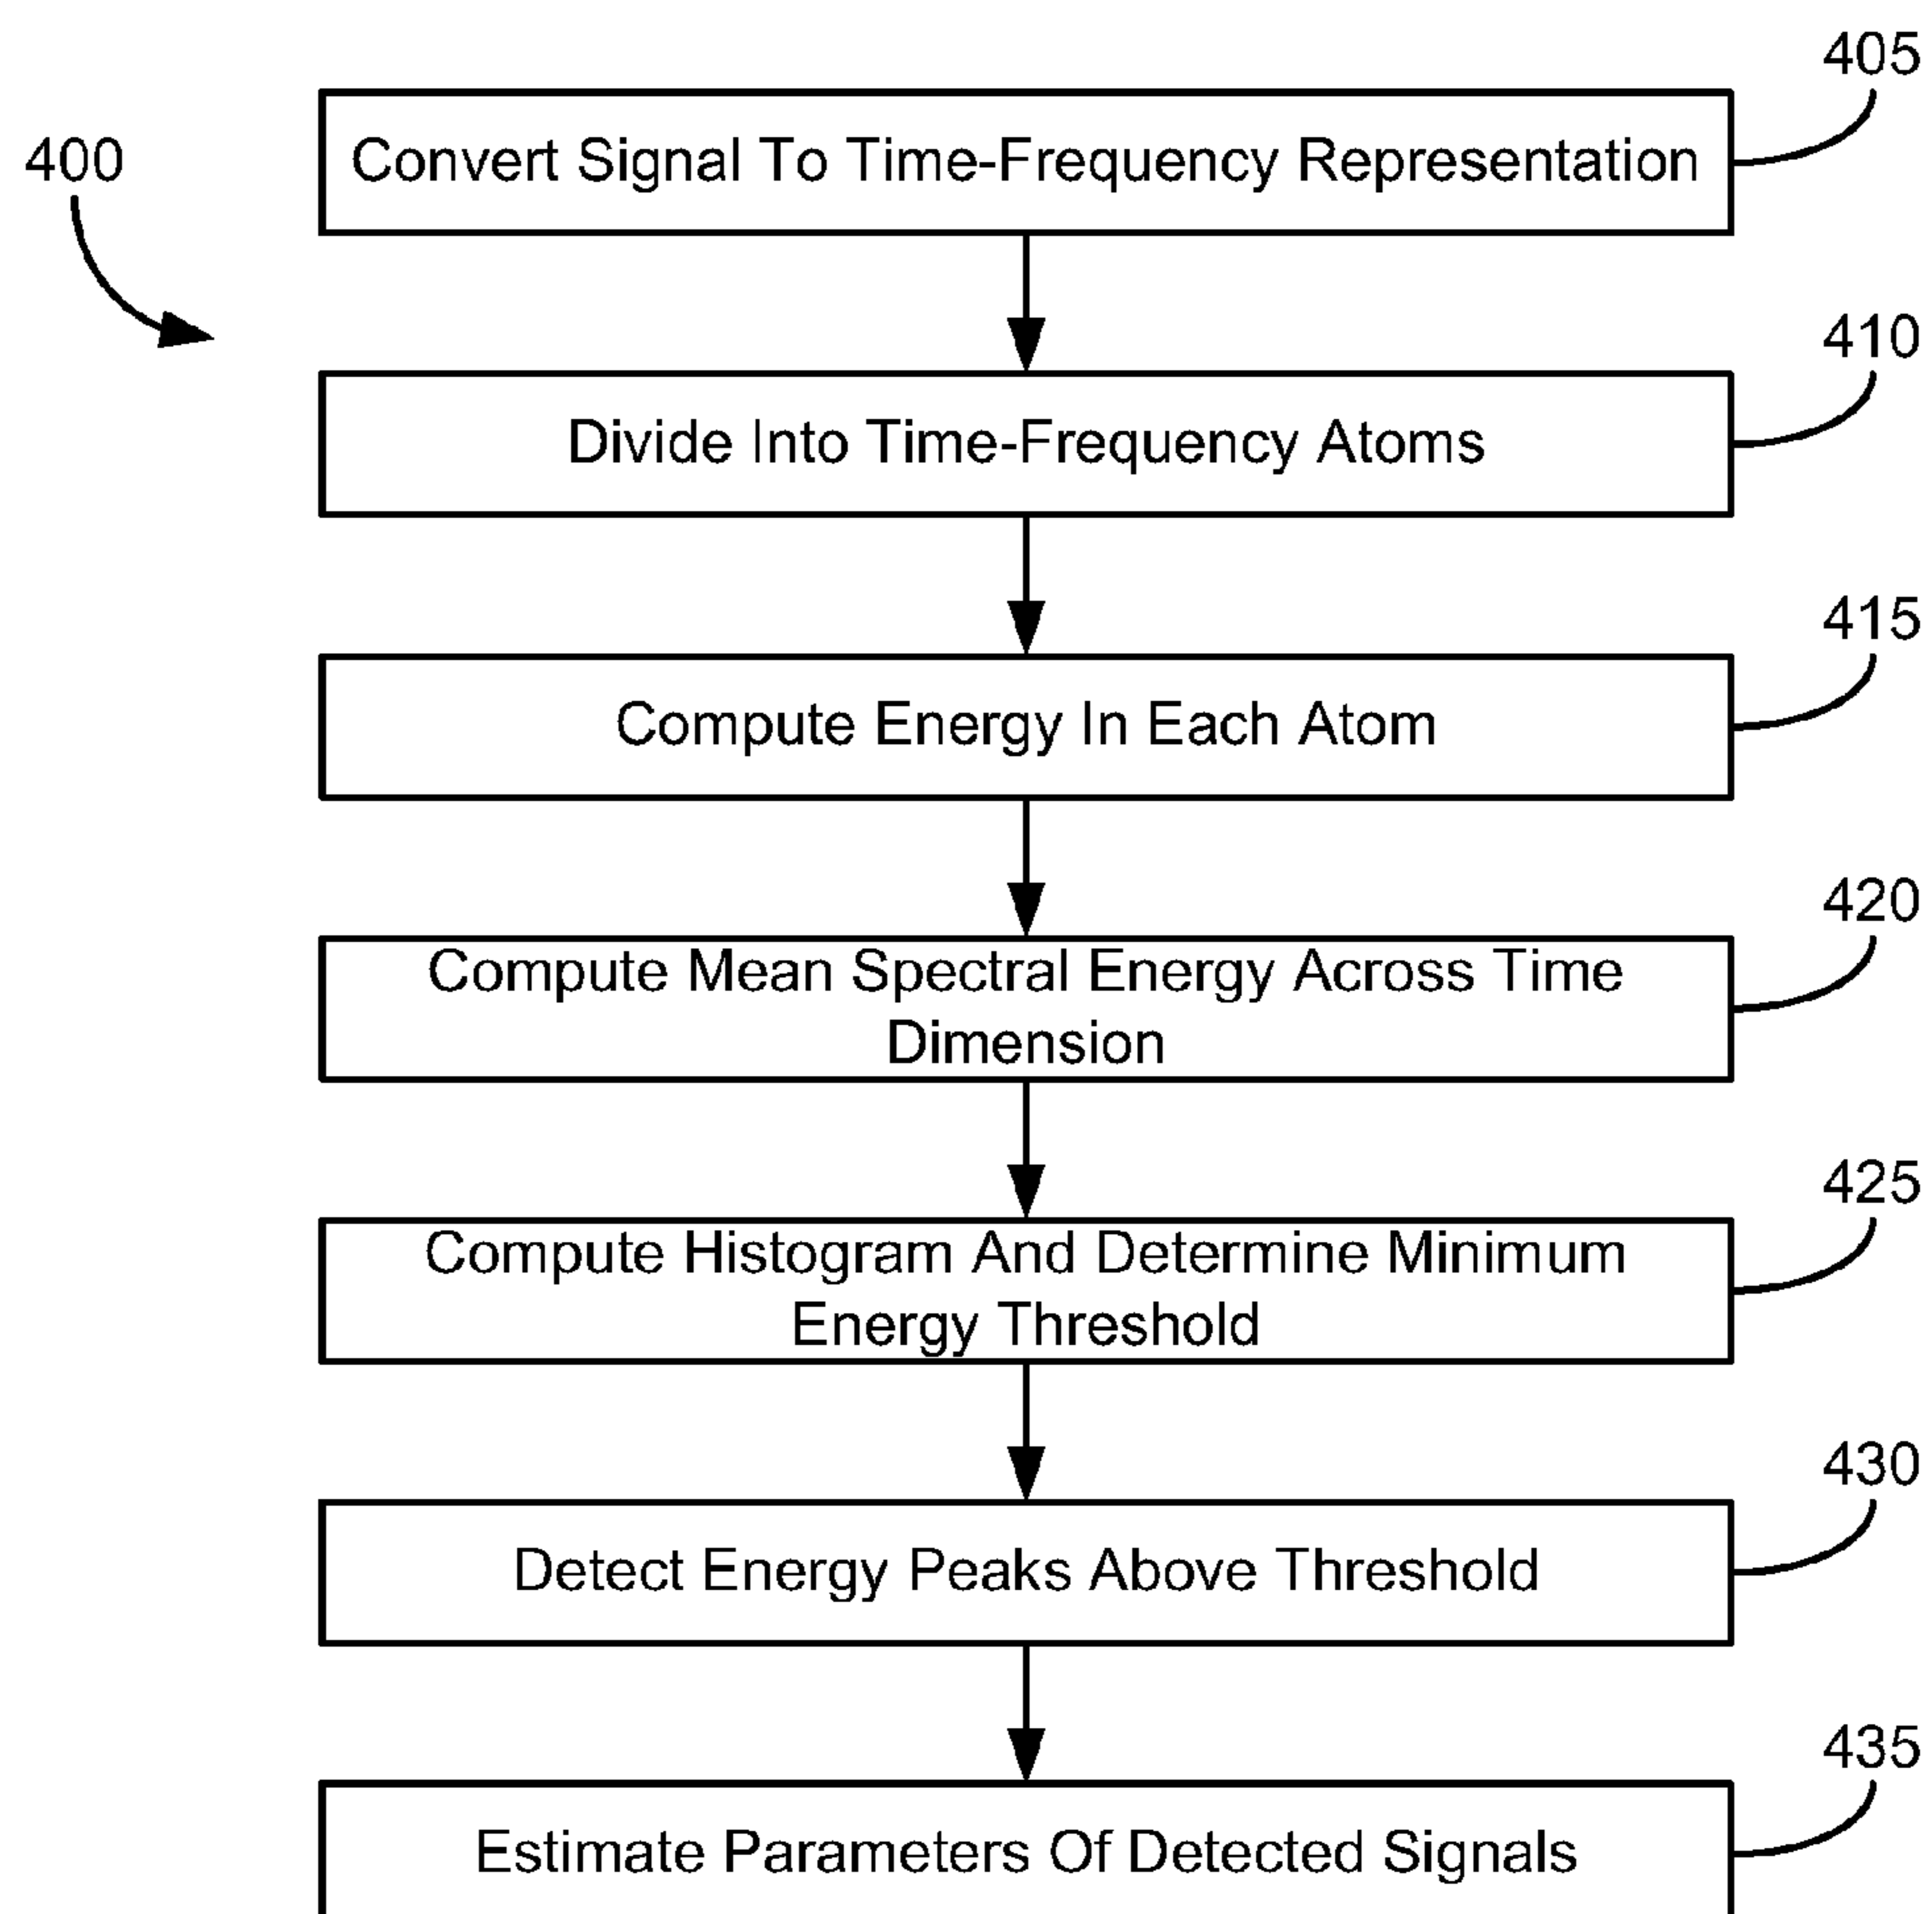 405
400
Convert Signal To Time-Frequency Representation
410
Divide Into Time-Frequency Atoms
415
Compute Energy In Each Atom
420
Compute Mean Spectral Energy Across Time
Dimension
425
Compute Histogram And Determine Minimum
Energy Threshold
430
Detect Energy Peaks Above Threshold
435
Estimate Parameters Of Detected Signals